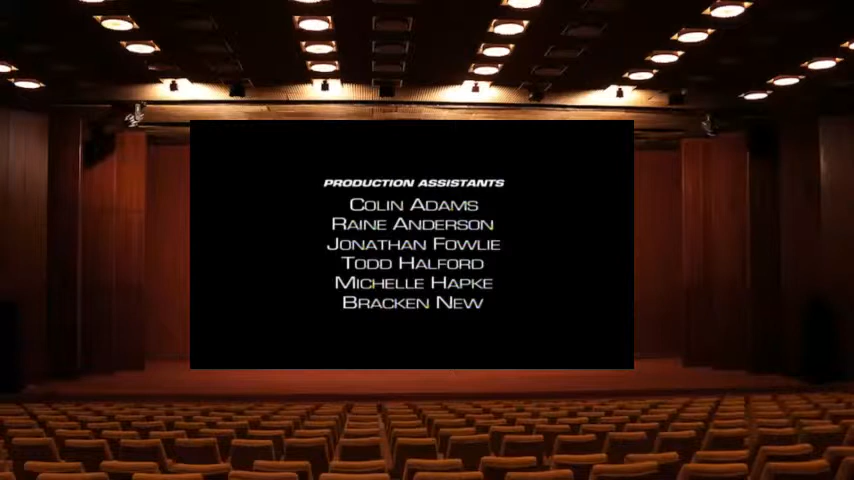 PRODUCTION ASSISTANTS
COLIN ADAMS
RAINE ANDERSON
JONATHAN FOWLIE
TODD HALFORD
MICHELLE HAPKE
BRACKEN NEW